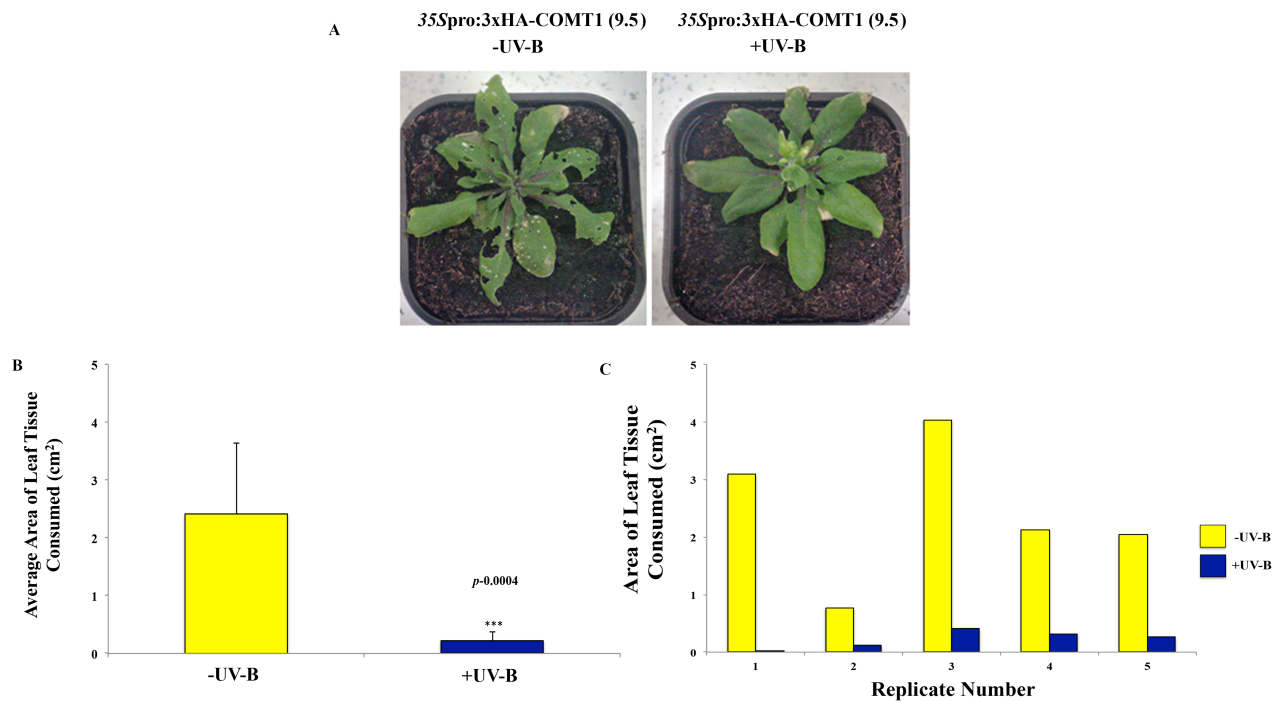 A
35Spro:3xHA-COMT1 (9.5)
-UV-B
35Spro:3xHA-COMT1 (9.5)
+UV-B
B
Average Area of Leaf Tissue
Consumed (cm²)
5
4
3
2
1
0
p-0.0004
***
-UV-B
+UV-B
C
Area of Leaf Tissue
Consumed (cm²)
5
4
3
2
1
0
1 2 3 4 5
Replicate Number
-UV-B
+UV-B